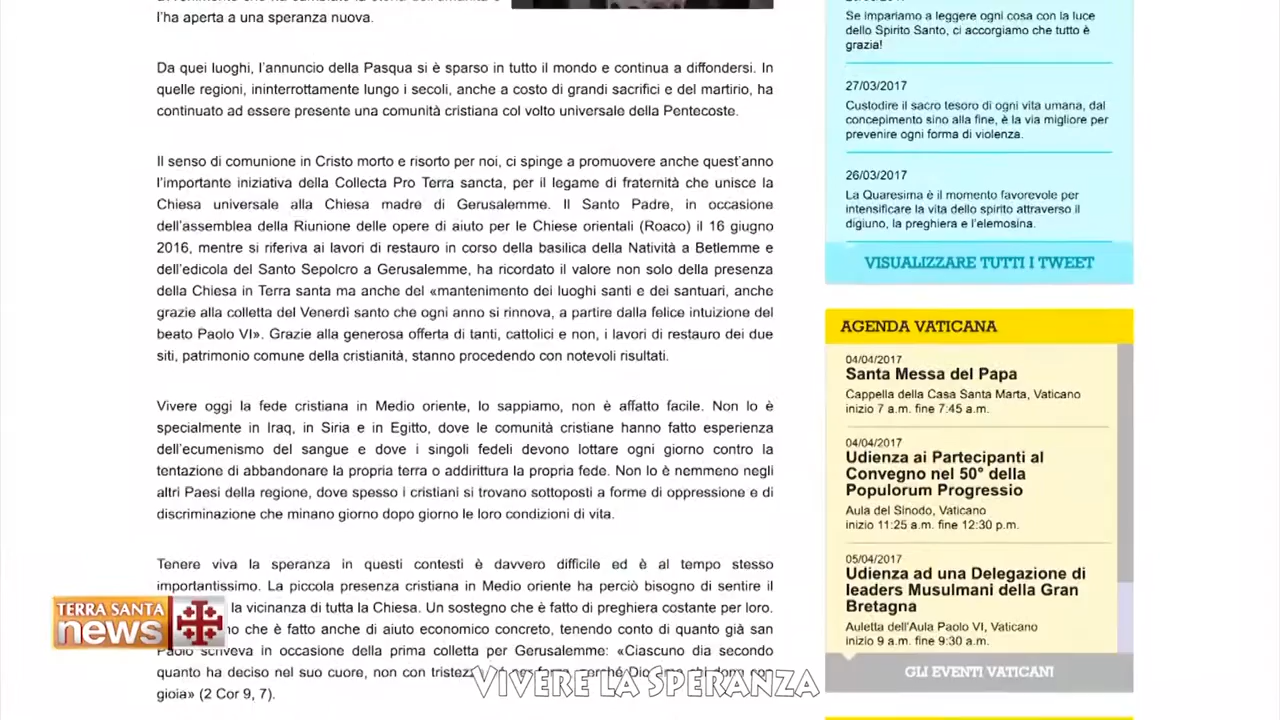 l’ha aperta a una speranza nuova.
Da quei luoghi, l’annuncio della Pasqua si è sparso in tutto il mondo e continua a diffondersi. In
quelle regioni, ininterrottamente lungo i secoli, anche a costo di grandi sacrifici e del martirio, ha
continuato ad essere presente una comunità cristiana col volto universale della Pentecoste.
Il senso di comunione in Cristo morto e risorto per noi, ci spinge a promuovere anche quest’anno
l’importante iniziativa della Collecta Pro Terra sancta, per il legame di fraternità che unisce la
Chiesa universale alla Chiesa madre di Gerusalemme. Il Santo Padre, in occasione
dell’assemblea della Riunione delle opere di aiuto per le Chiese orientali (Roaco) il 16 giugno
2016, mentre si riferiva ai lavori di restauro in corso della basilica della Natività a Betlemme e
dell’edicola del Santo Sepolcro a Gerusalemme, ha ricordato il valore non solo della presenza
della Chiesa in Terra santa ma anche del «mantenimento dei luoghi santi e dei santuari, anche
grazie alla colletta del Venerdì santo che ogni anno si rinnova, a partire dalla felice intuizione del
beato Paolo VI». Grazie alla generosa offerta di tanti, cattolici e non, i lavori di restauro dei due
siti, patrimonio comune della cristianità, stanno procedendo con notevoli risultati.
Vivere oggi la fede cristiana in Medio oriente, lo sappiamo, non è affatto facile. Non lo è
specialmente in Iraq, in Siria e in Egitto, dove le comunità cristiane hanno fatto esperienza
dell’ecumenismo del sangue e dove i singoli fedeli devono lottare ogni giorno contro la
tentazione di abbandonare la propria terra o addirittura la propria fede. Non lo è nemmeno negli
altri Paesi della regione, dove spesso i cristiani si trovano sottoposti a forme di oppressione e di
discriminazione che minano giorno dopo giorno le loro condizioni di vita.
Tenere viva la speranza in questi contesti è davvero difficile ed è al tempo stesso
importantissimo. La piccola presenza cristiana in Medio oriente ha perciò bisogno di sentire il
la vicinanza di tutta la Chiesa. Un sostegno che è fatto di preghiera costante per loro.
che è fatto anche di aiuto economico concreto, tenendo conto di quanto già san
Paolo scriveva in occasione della prima colletta per Gerusalemme: «Ciascuno dia secondo
quanto ha deciso nel suo cuore, non con
gioia» (2 Cor 9, 7).
Se impariamo a leggere ogni cosa con la luce
dello Spirito Santo, ci accorgiamo che tutto è
grazia!
27/03/2017
Custodire il sacro tesoro di ogni vita umana, dal
concepimento sino alla fine, è la via migliore per
prevenire ogni forma di violenza.
26/03/2017
La Quaresima è il momento favorevole per
intensificare la vita dello spirito attraverso il
digiuno, la preghiera e l’elemosina.
VISUALIZZARE TUTTI I TWEET
AGENDA VATICANA
04/04/2017
Santa Messa del Papa
Cappella della Casa Santa Marta, Vaticano
inizio 7 a.m. fine 7:45 a.m.
04/04/2017
Udienza ai Partecipanti al
Convegno nel 50° della
Populorum Progressio
Aula del Sinodo, Vaticano
inizio 11:25 a.m. fine 12:30 p.m.
05/04/2017
Udienza ad una Delegazione di
leaders Musulmani della Gran
Bretagna
Auletta dell'Aula Paolo VI, Vaticano
inizio 9 a.m. fine 9:30 a.m.
GLI EVENTI VATICANI
TERRA SANTA
news
VIVERE LA SPERANZA